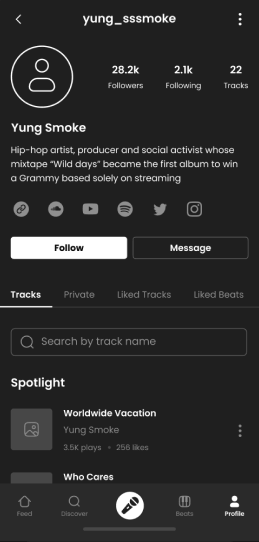 yung_sssmoke
28.2k
2.1k
22
Followers
Following
Tracks
Yung Smoke
Hip-hop artist, producer and social activist whose
mixtape “Wild days” became the first album to win
a Grammy based solely on streaming
Follow
Message
Tracks
Private
Liked Tracks
Liked Beats
Search by track name
Spotlight
Worldwide Vacation
Yung Smoke
3.5K plays • 256 likes
Who Cares
Feed
Discover
Beats
Profile